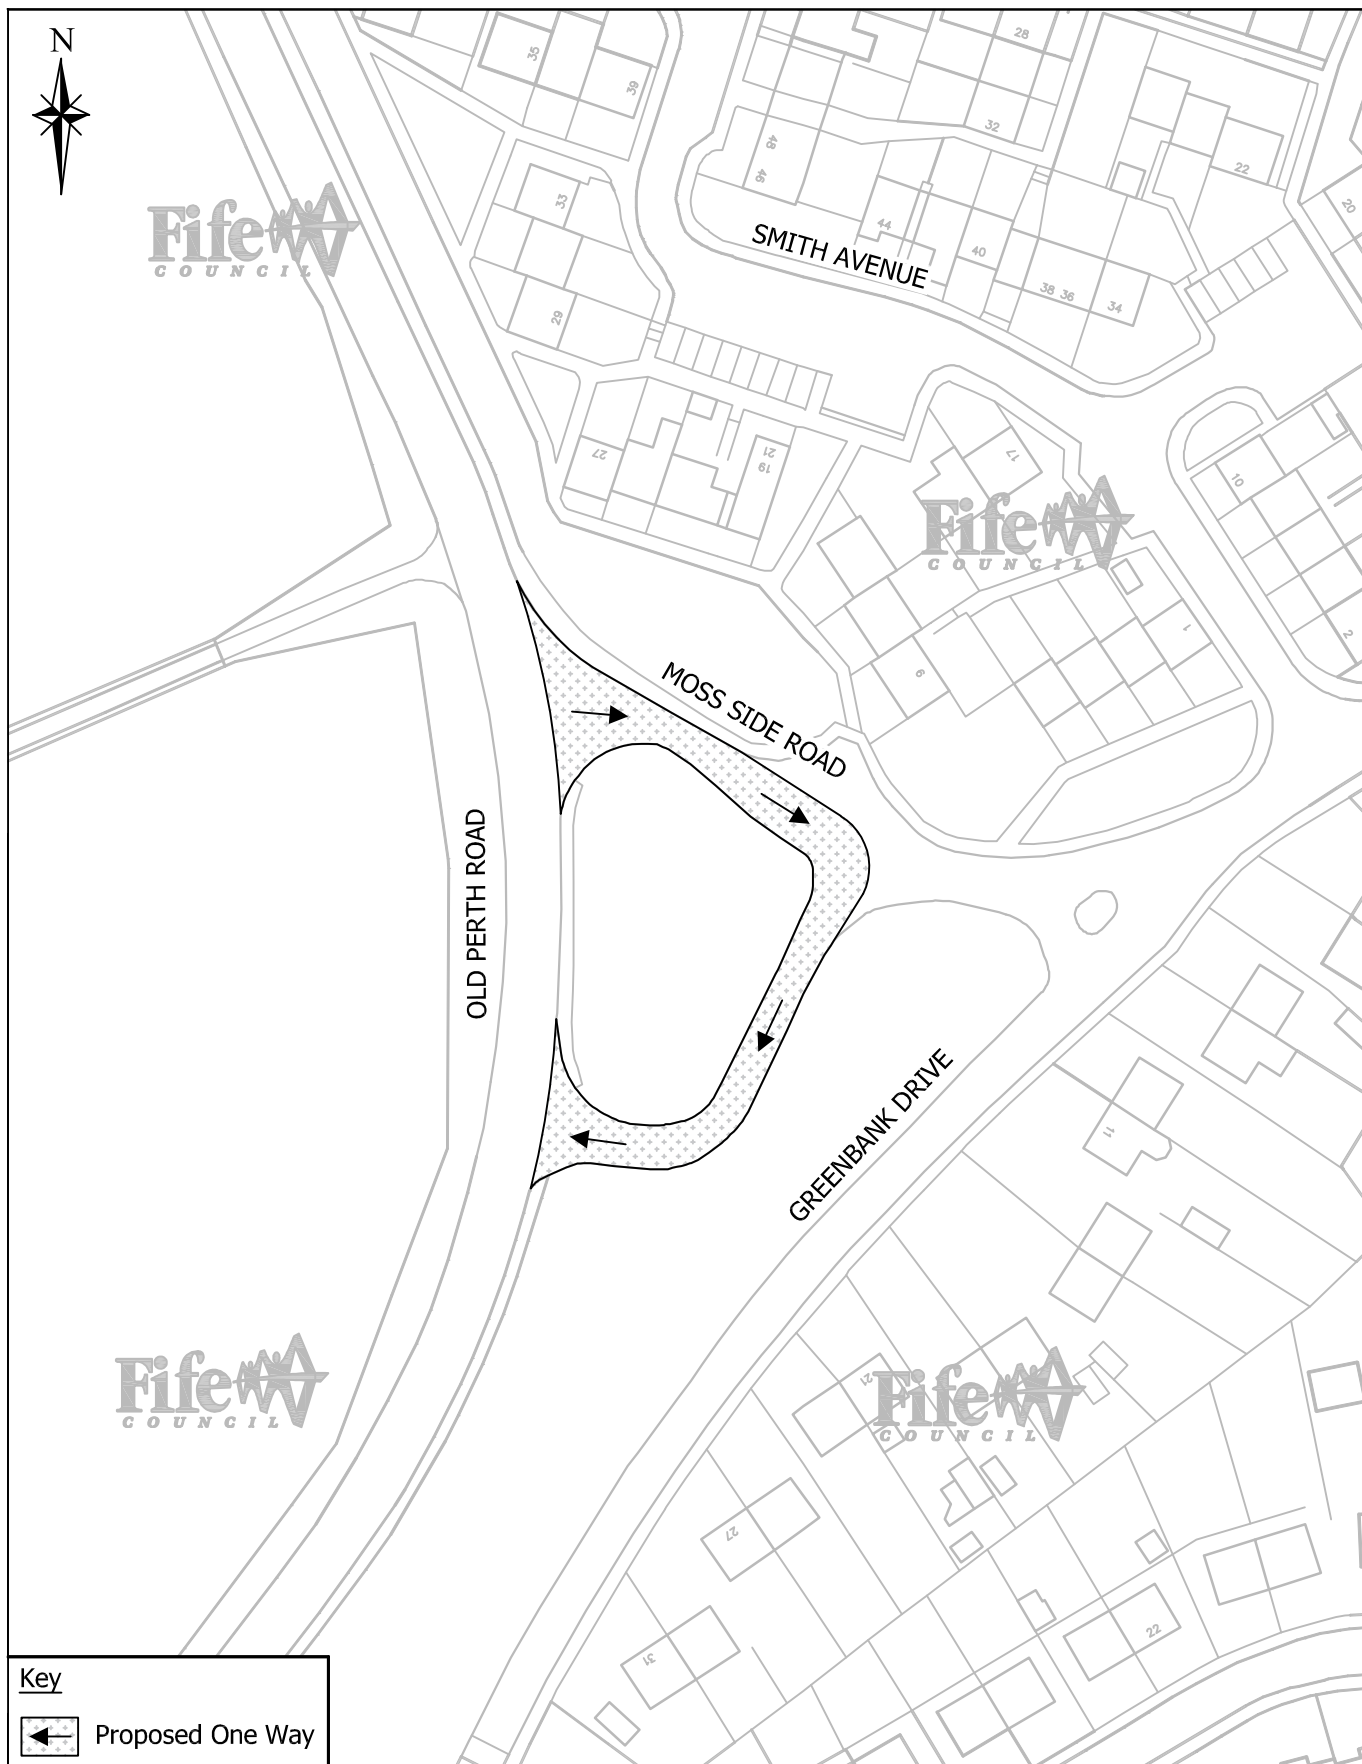 N
35
39
28
32
48
46
22
20
33
Fife
COUNCIL
44
SMITH AVENUE
40
38 36
34
29
27
21
19
17
10
Fife
COUNCIL
1
2
6
MOSS SIDE ROAD
OLD PERTH ROAD
GREENBANK DRIVE
11
Fife
COUNCIL
21
Fife
COUNCIL
27
22
31
Key
Proposed One Way